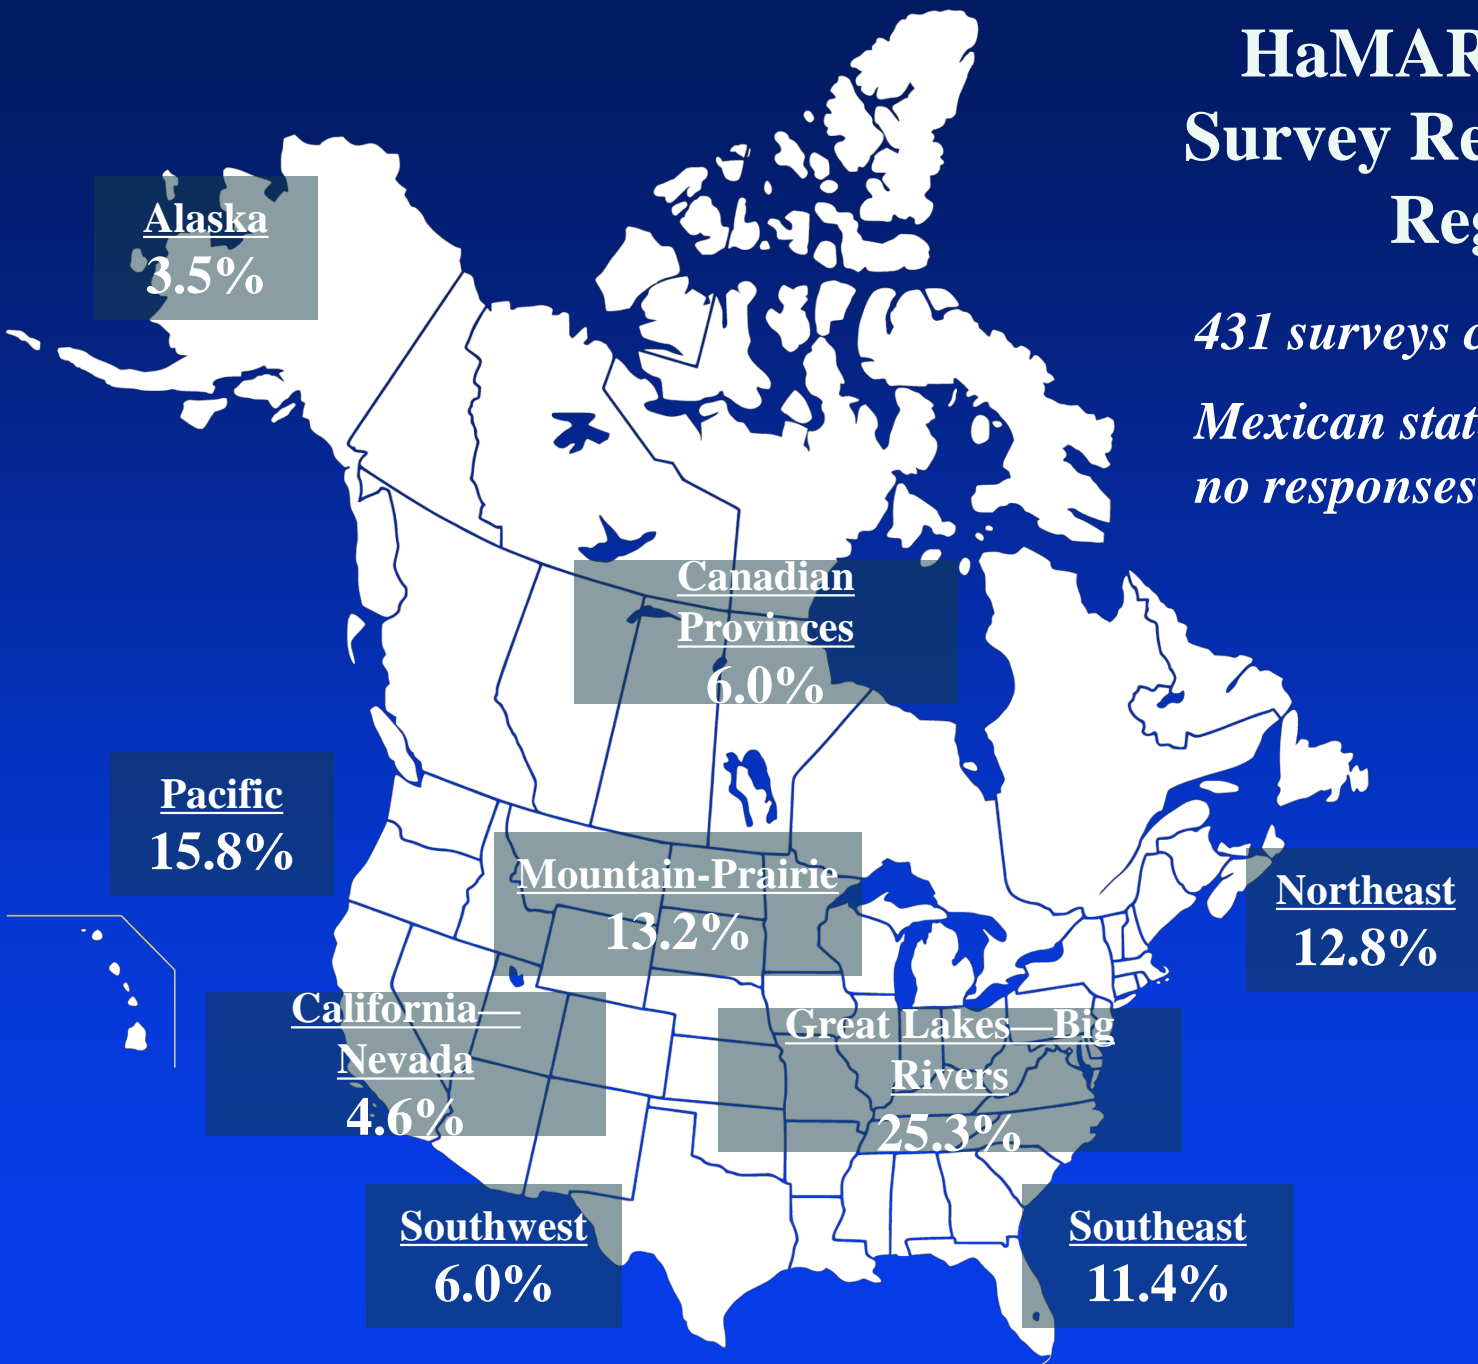 HaMAR
Survey Re
Reg
431 surveys c
Mexican stat
no responses
Alaska
3.5%
Canadian
Provinces
6.0%
Pacific
15.8%
Mountain-Prairie
13.2%
Northeast
12.8%
California—
Nevada
4.6%
Great Lakes—Big
Rivers
25.3%
Southwest
6.0%
Southeast
11.4%